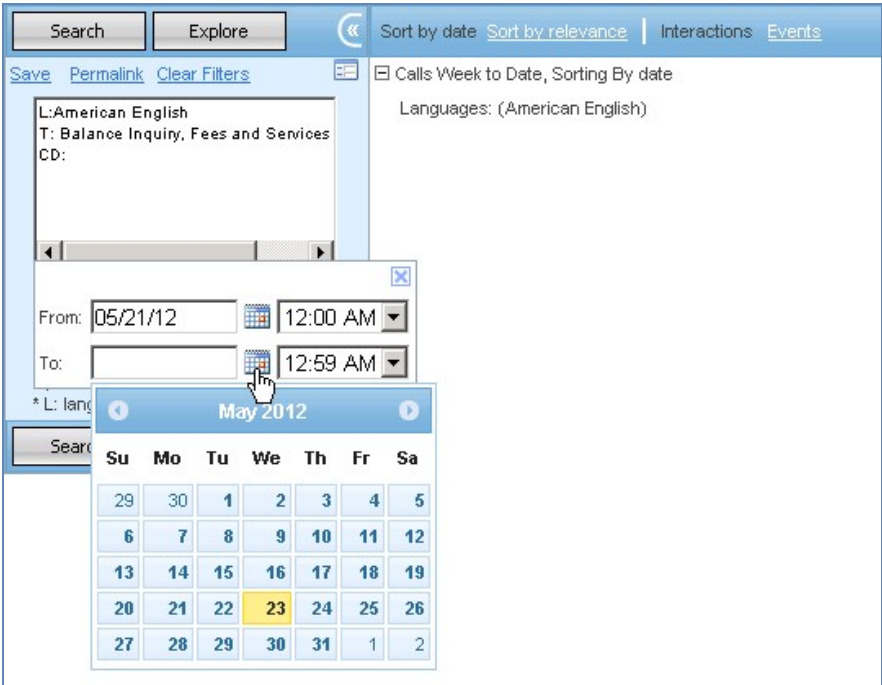 Search Explore Sort by date Sort by relevance Interactions Events
Save Permalink Clear Filters
Calls Week to Date, Sorting By date
Languages: (American English)
L:American English
T: Balance Inquiry, Fees and Services
CD:
From: 05/21/12 12:00 AM
To: 12:59 AM
* L: lang
Searc
May 2012
Su Mo Tu We Th Fr Sa
29 30 1 2 3 4 5
6 7 8 9 10 11 12
13 14 15 16 17 18 19
20 21 22 23 24 25 26
27 28 29 30 31 1 2